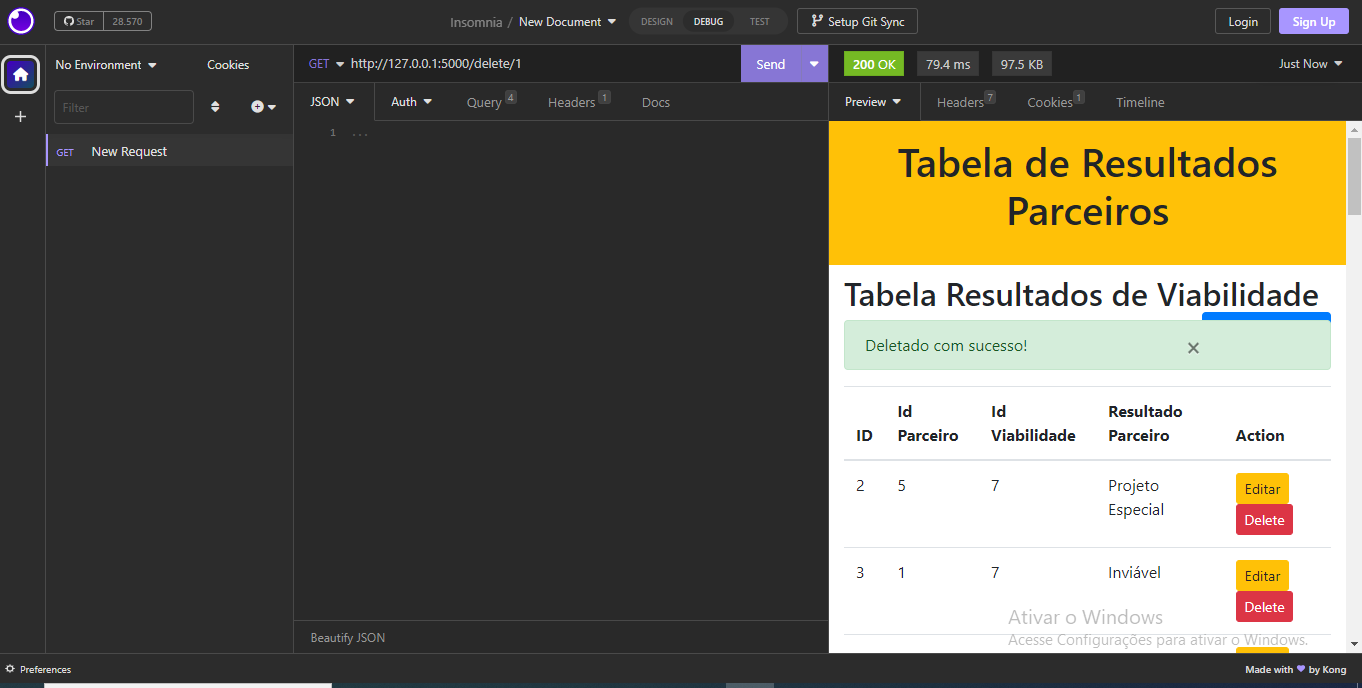 Star 28.570
Insomnia / New Document
DESIGN DEBUG TEST
Setup Git Sync
Login
Sign Up
No Environment
Cookies
GET http://127.0.0.1:5000/delete/1
Send
200 OK
79.4 ms
97.5 KB
Just Now
Filter
JSON
Auth
Query 4
Headers 1
Docs
Preview
Headers 7
Cookies 1
Timeline
GET New Request
1 ...
Tabela de Resultados
Parceiros
Tabela Resultados de Viabilidade
Deletado com sucesso! ×
ID
Id
Parceiro
Id
Viabilidade
Resultado
Parceiro
Action
2 5 7 Projeto
Especial
Editar
Delete
3 1 7 Inviável
Editar
Delete
Ativar o Windows
Acesse Configurações para ativar o Windows.
Beautify JSON
Preferences
Made with ♥ by Kong